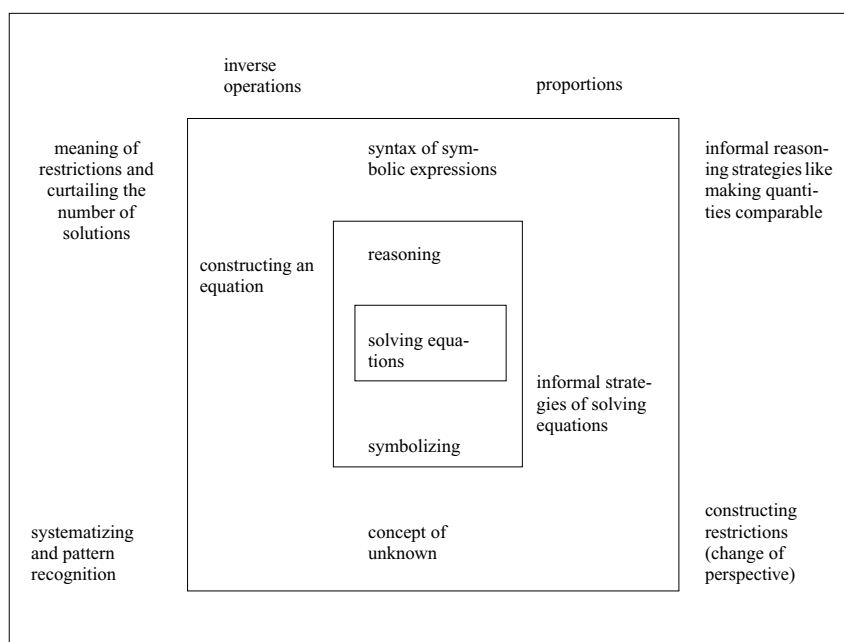 inverse
operations
proportions
meaning of
restrictions and
curtailing the
number of
solutions
syntax of sym-
bolic expressions
informal reaso-
ning strategies like
making quanti-
ties comparable
constructing an
equation
reasoning
solving equa-
tions
informal strate-
gies of solving
equations
symbolizing
systematizing
and pattern
recognition
concept of
unknown
constructing
restrictions
(change of
perspective)